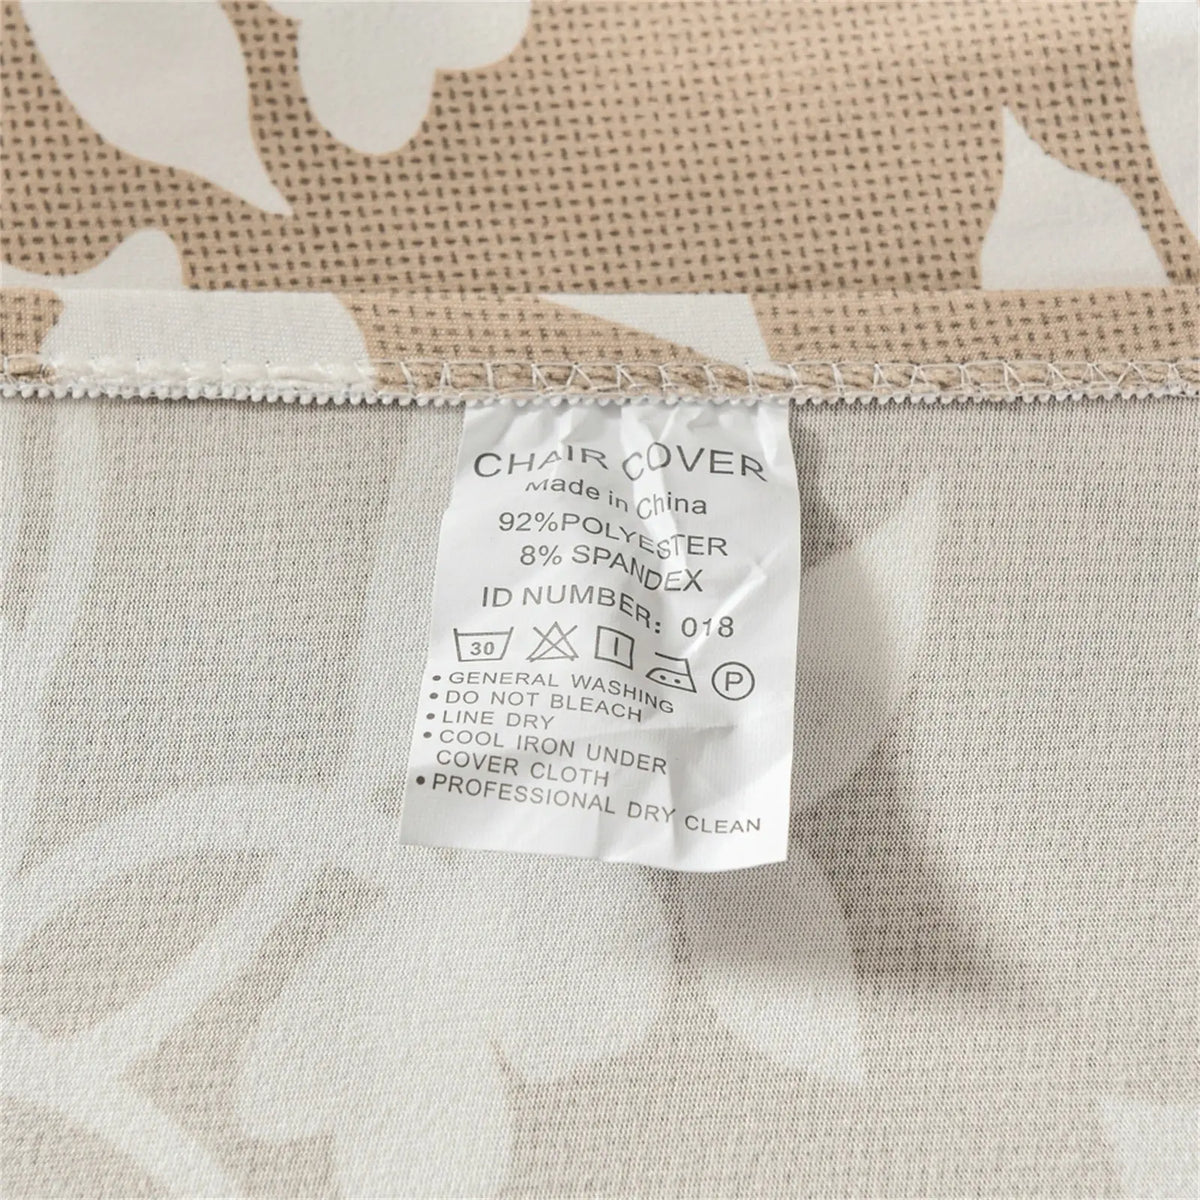 CHAIR COVER
Made in China
92%POLYESTER
8% SPANDEX
ID NUMBER: 018
30 P
• GENERAL WASHING
• DO NOT BLEACH
• LINE DRY
• COOL IRON UNDER
COVER CLOTH
• PROFESSIONAL DRY CLEAN